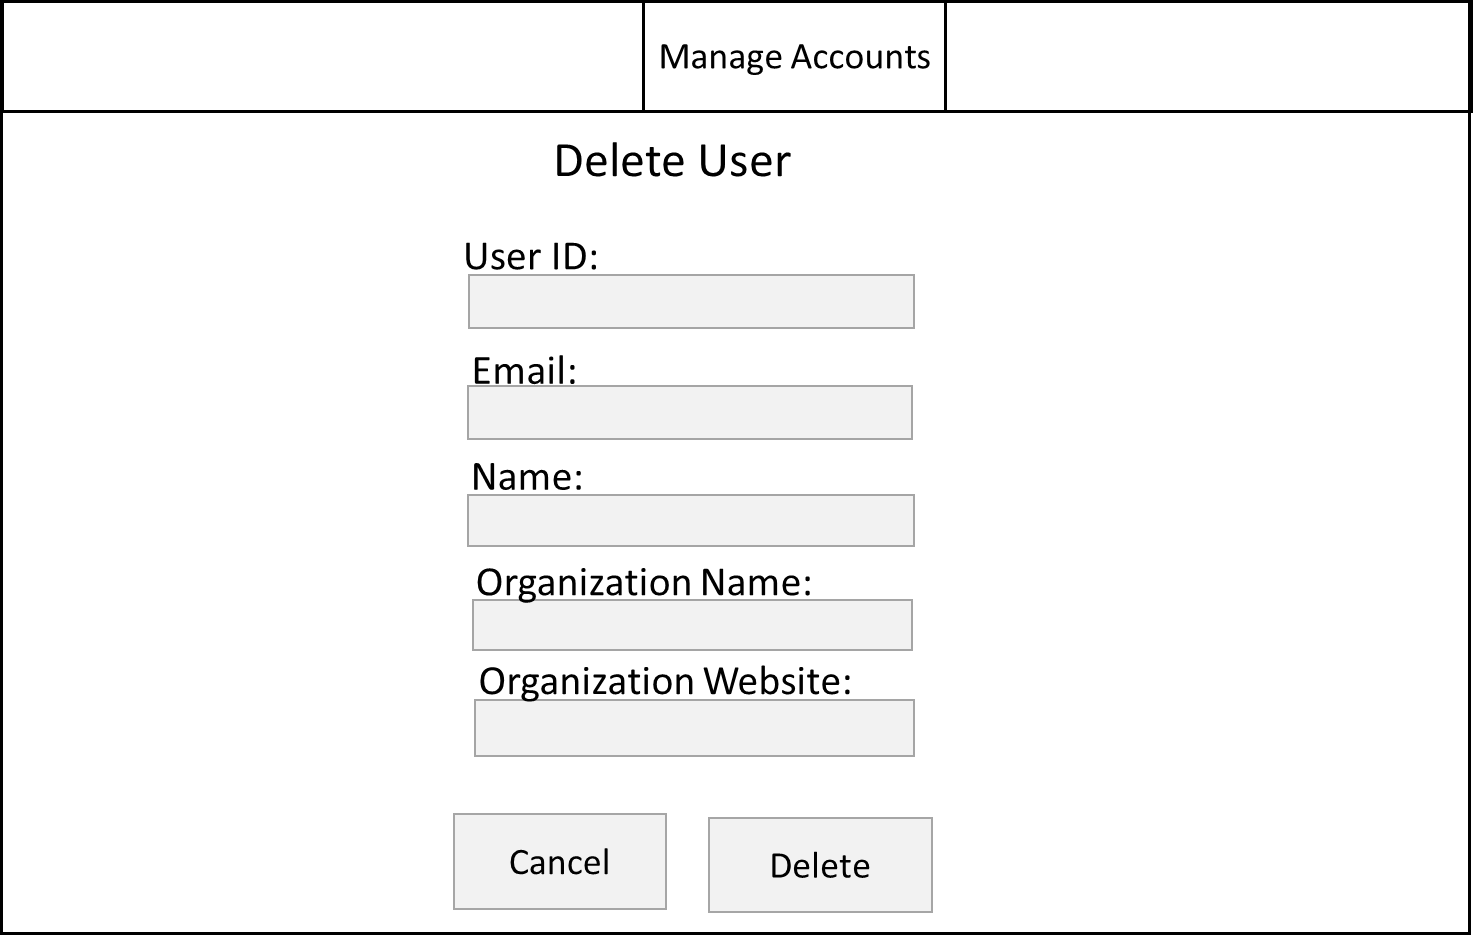 Manage Accounts
Delete User
User ID:
Email:
Name:
Organization Name:
Organization Website:
Cancel
Delete